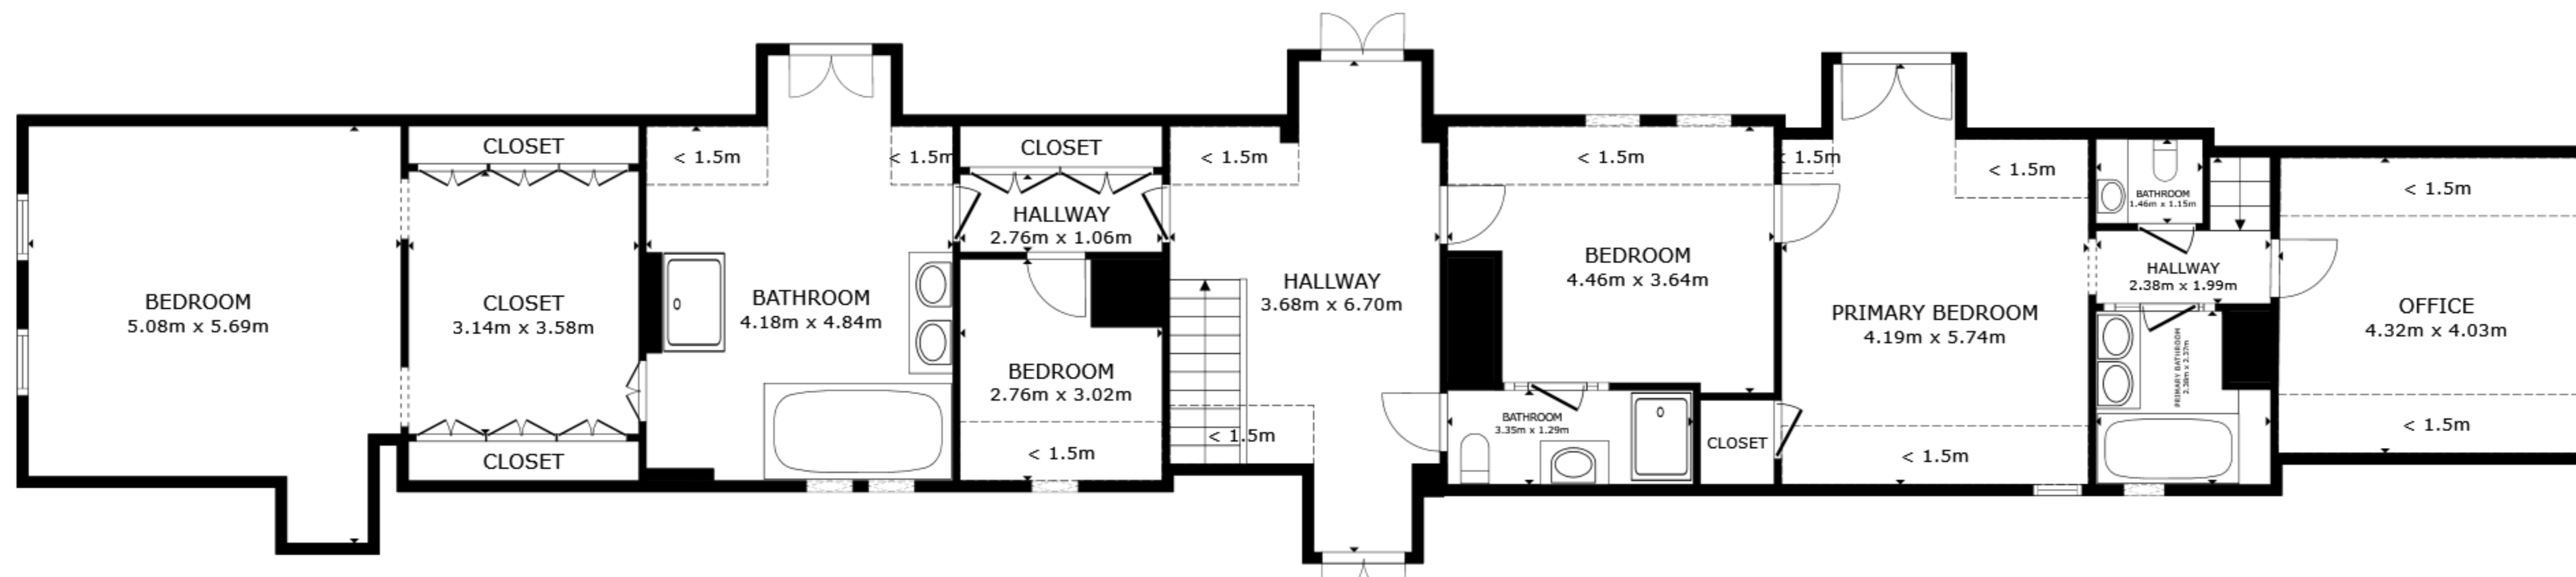 BEDROOM
5.08m x 5.69m
CLOSET
CLOSET
3.14m x 3.58m
CLOSET
< 1.5m
< 1.5m
BATHROOM
4.18m x 4.84m
CLOSET
HALLWAY
2.76m x 1.06m
BEDROOM
2.76m x 3.02m
< 1.5m
< 1.5m
HALLWAY
3.68m x 6.70m
< 1.5m
< 1.5m
BEDROOM
4.46m x 3.64m
BATHROOM
3.35m x 1.29m
CLOSET
< 1.5m
< 1.5m
PRIMARY BEDROOM
4.19m x 5.74m
< 1.5m
BATHROOM
1.46m x 1.15m
HALLWAY
2.38m x 1.99m
PRIMARY BATHROOM
2.38m x 2.37m
< 1.5m
OFFICE
4.32m x 4.03m
< 1.5m